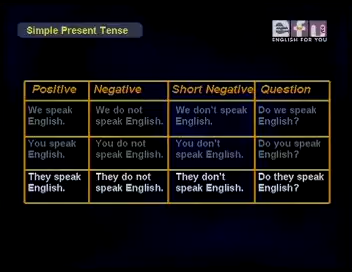 Simple Present Tense
efu
ENGLISH FOR YOU
Positive Negative Short Negative Question
We speak English. We do not speak English. We don't speak English. Do we speak English?
You speak English. You do not speak English. You don't speak English. Do you speak English?
They speak English. They do not speak English. They don't speak English. Do they speak English?